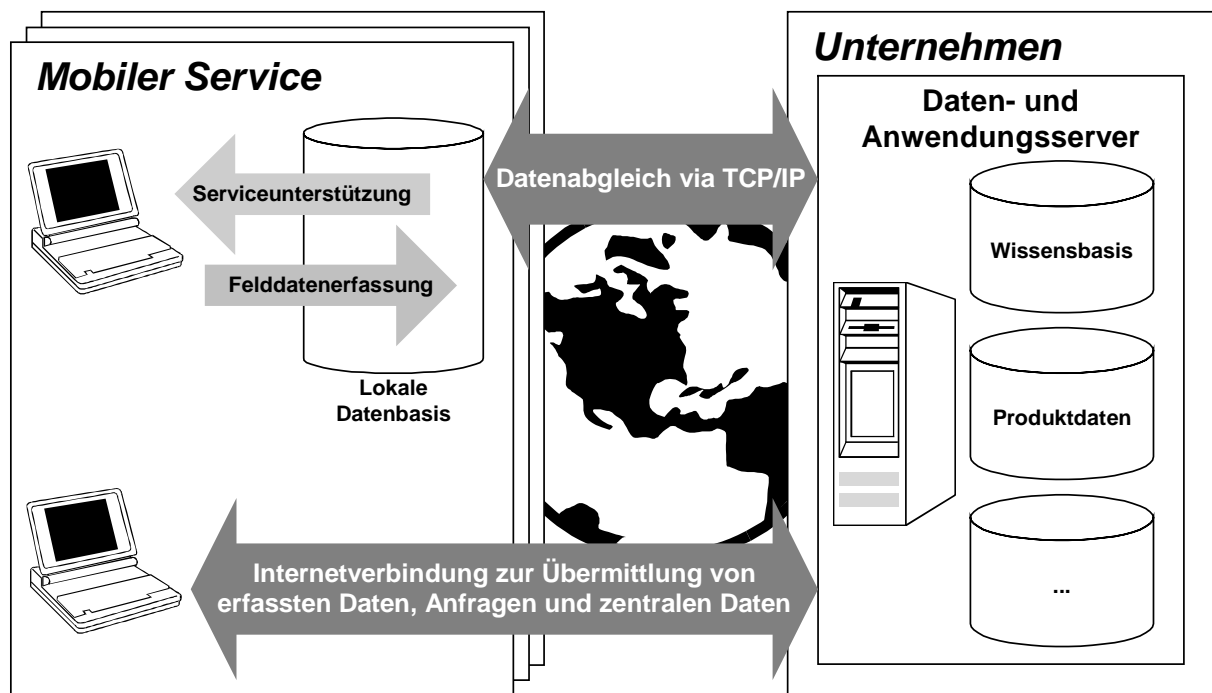 Mobiler Service
Serviceunterstützung
Felddatenerfassung
Lokale
Datenbasis
Datenabgleich via TCP/IP
Internetverbindung zur Übermittlung von
erfassten Daten, Anfragen und zentralen Daten
Unternehmen
Daten- und
Anwendungsserver
Wissensbasis
Produktdaten
...